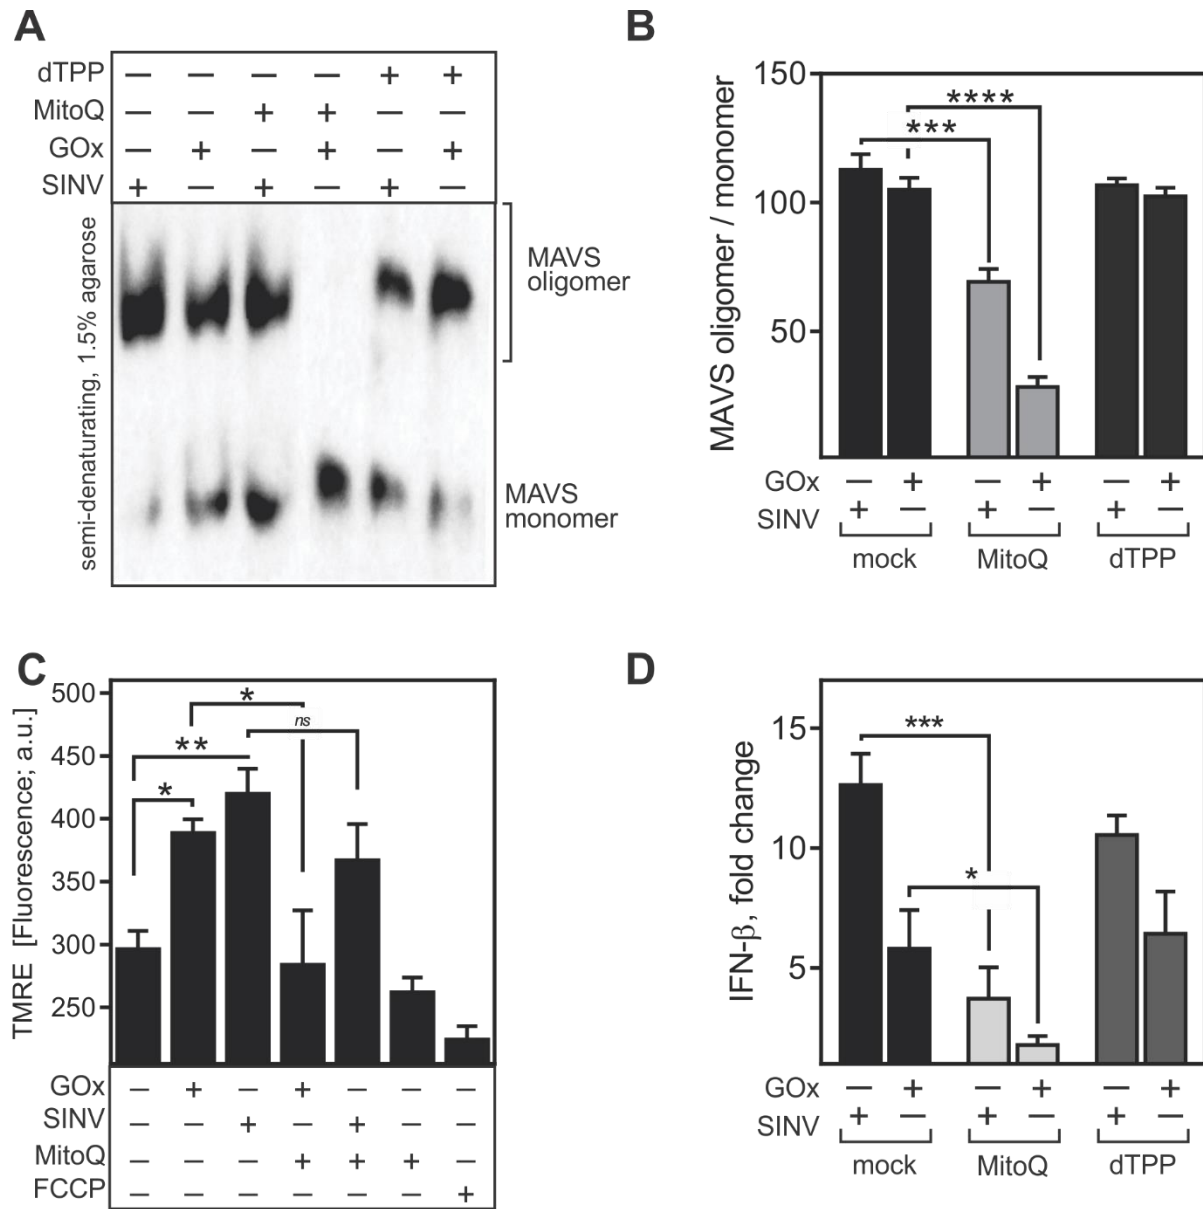 A
dTPP — — — — + +
MitoQ — — + + — —
GOx — + — + — +
SINV + — + — + —
semi-denaturating, 1.5% agarose
MAVS
oligomer
MAVS
monomer
B
MAVS oligomer / monomer
150
100
50
****
***
GOx — + — + — +
SINV + — + — + —
mock MitoQ dTPP
C
TMRE [Fluorescence; a.u.]
500
450
400
350
300
250
*
ns
**
*
GOx — + — + — — —
SINV — — + — + — —
MitoQ — — — + + + —
FCCP — — — — — — +
D
IFN-β, fold change
15
10
5
***
*
GOx — + — + — +
SINV + — + — + —
mock MitoQ dTPP